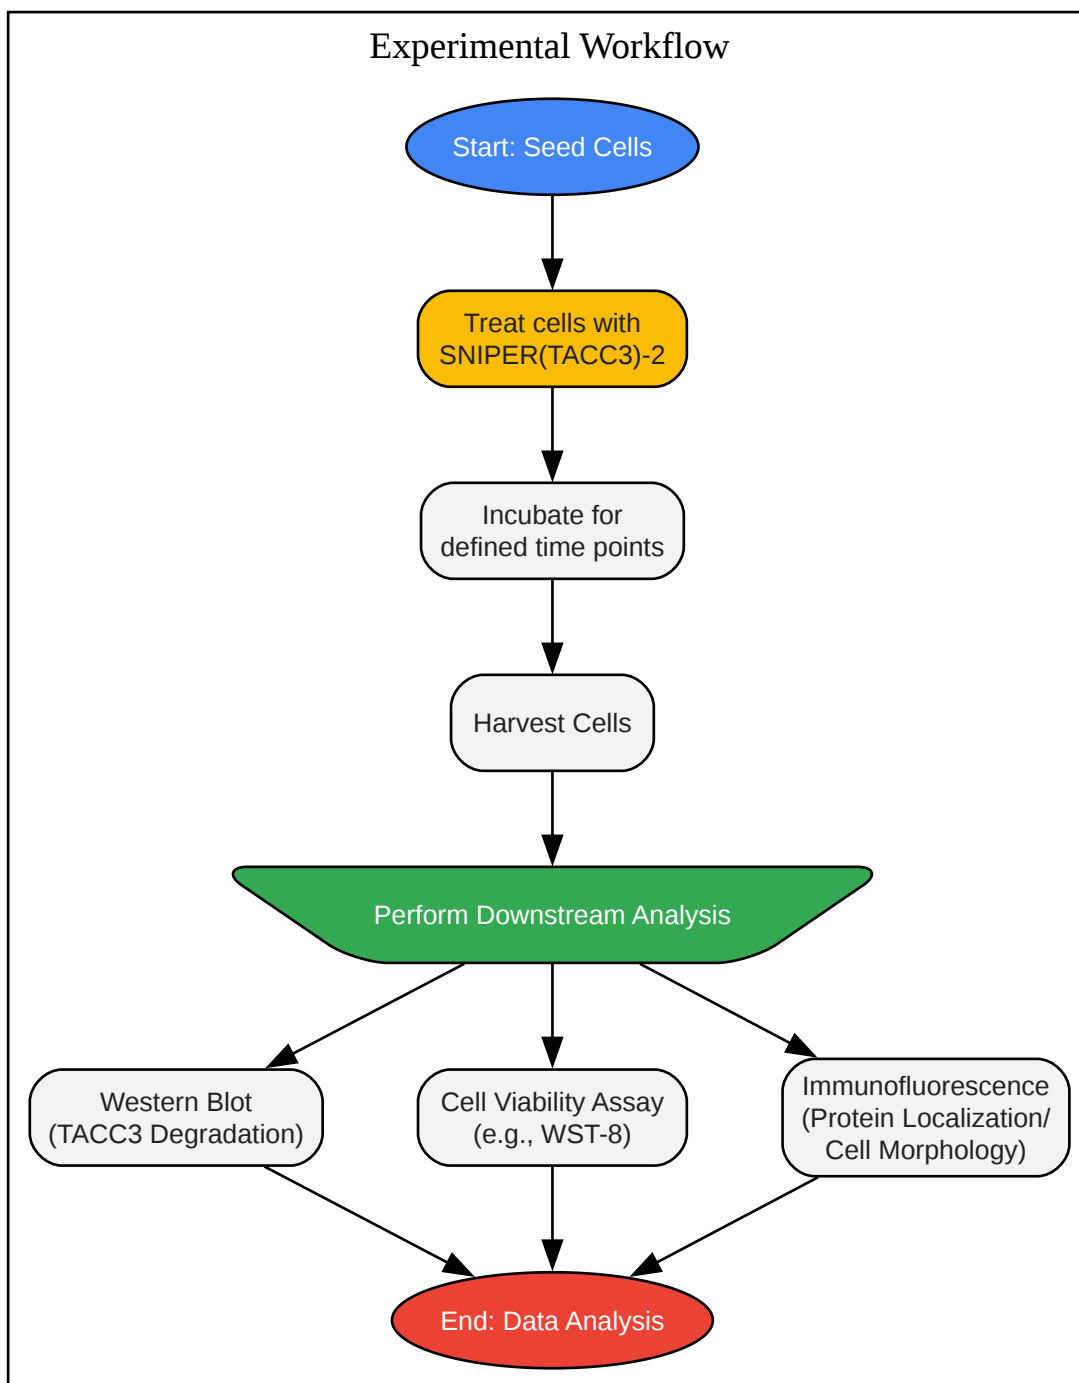 Experimental Workflow
Start: Seed Cells
Treat cells with
SNIPER(TACC3)-2
Incubate for
defined time points
Harvest Cells
Perform Downstream Analysis
Western Blot
(TACC3 Degradation)
Cell Viability Assay
(e.g., WST-8)
Immunofluorescence
(Protein Localization/
Cell Morphology)
End: Data Analysis